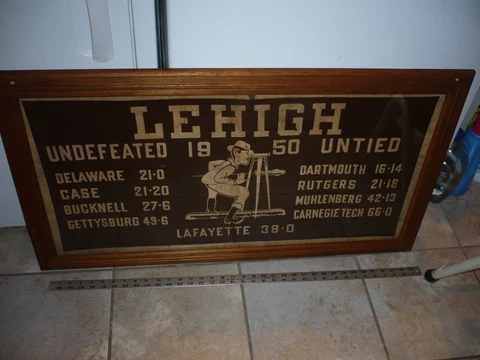 LEHIGH
UNDEFEATED 1950 UNTIED
DELAWARE 21-0
CASE 21-20
BUCKNELL 27-6
GETTYSBURG 49-6
DARTMOUTH 16-14
RUTGERS 21-18
MUHLENBERG 42-13
CARNEGIE TECH 66-0
LAFAYETTE 38-0